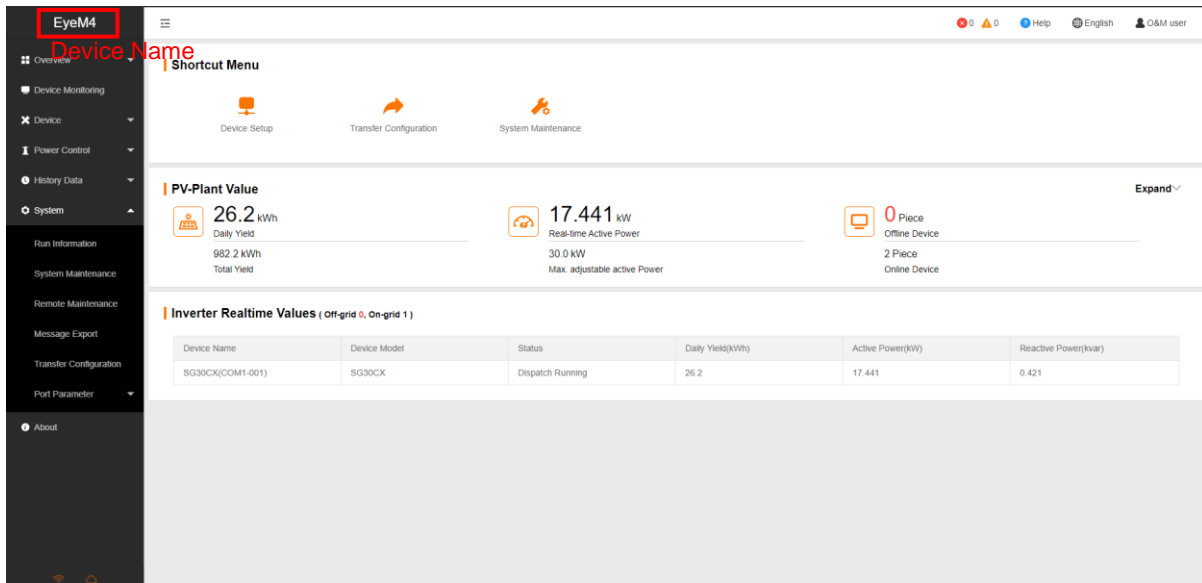 EyeM4
0
0
Help
English
O&M user
Device Name
Overview
Device Monitoring
Device
Power Control
History Data
System
Run Information
System Maintenance
Remote Maintenance
Message Export
Transfer Configuration
Port Parameter
About
Shortcut Menu
Device Setup
Transfer Configuration
System Maintenance
PV-Plant Value
Expand
26.2 kWh
Daily Yield
982.2 kWh
Total Yield
17.441 kW
Real-time Active Power
30.0 kW
Max. adjustable active Power
0 Piece
Offline Device
2 Piece
Online Device
Inverter Realtime Values ( Off-grid 0, On-grid 1 )
Device Name Device Model Status Daily Yield(kWh) Active Power(kW) Reactive Power(kvar)
SG30CX(COM1-001) SG30CX Dispatch Running 26.2 17.441 0.421